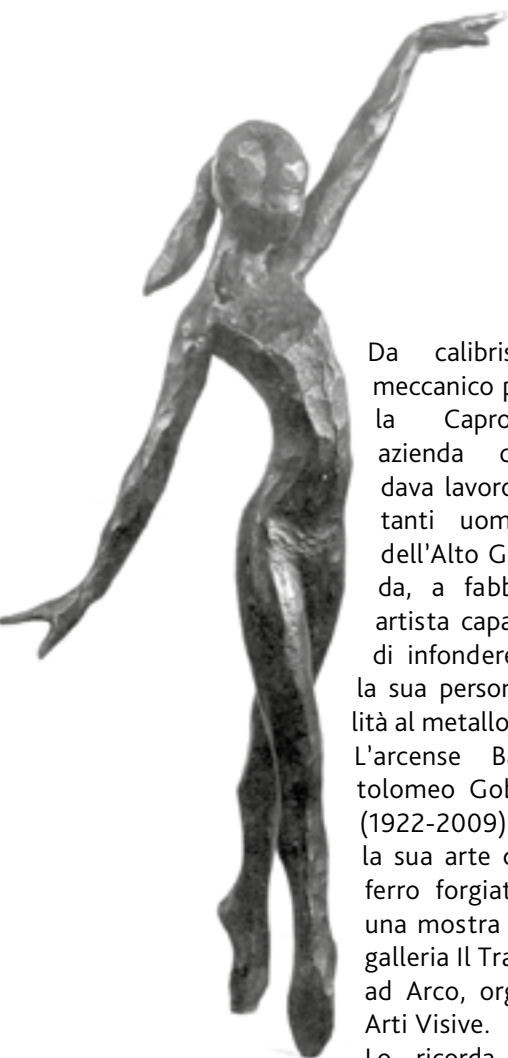 Da calibris
meccanico p
la Capro
azienda c
dava lavoro
tanti uom
dell'Alto G
da, a fabb
artista capa
di infondere
la sua person
lità al metallo
L'arcense Ba
tolomeo Gob
(1922-2009)
la sua arte d
ferro forgiat
una mostra
galleria Il Tra
ad Arco, org
Arti Visive.
Lo ricorda